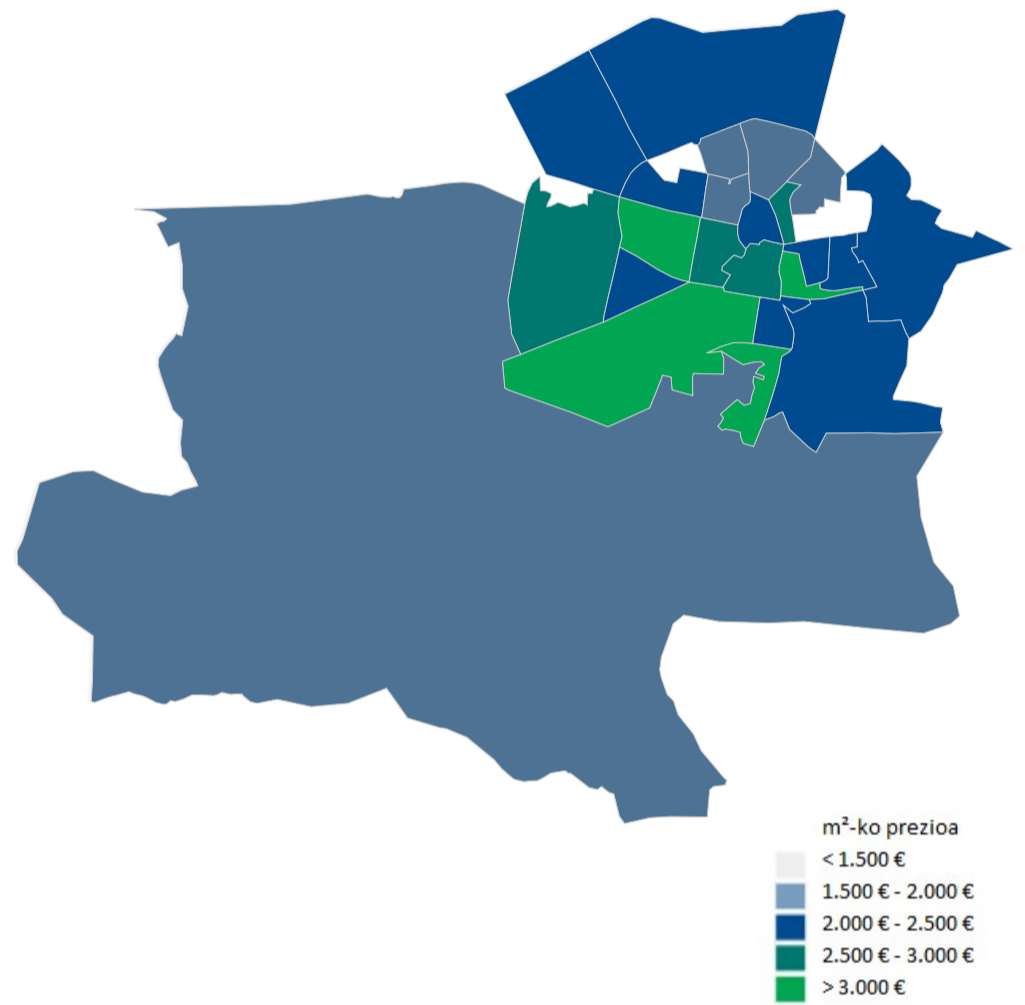 m²-ko prezioa
< 1.500 €
1.500 € - 2.000 €
2.000 € - 2.500 €
2.500 € - 3.000 €
> 3.000 €